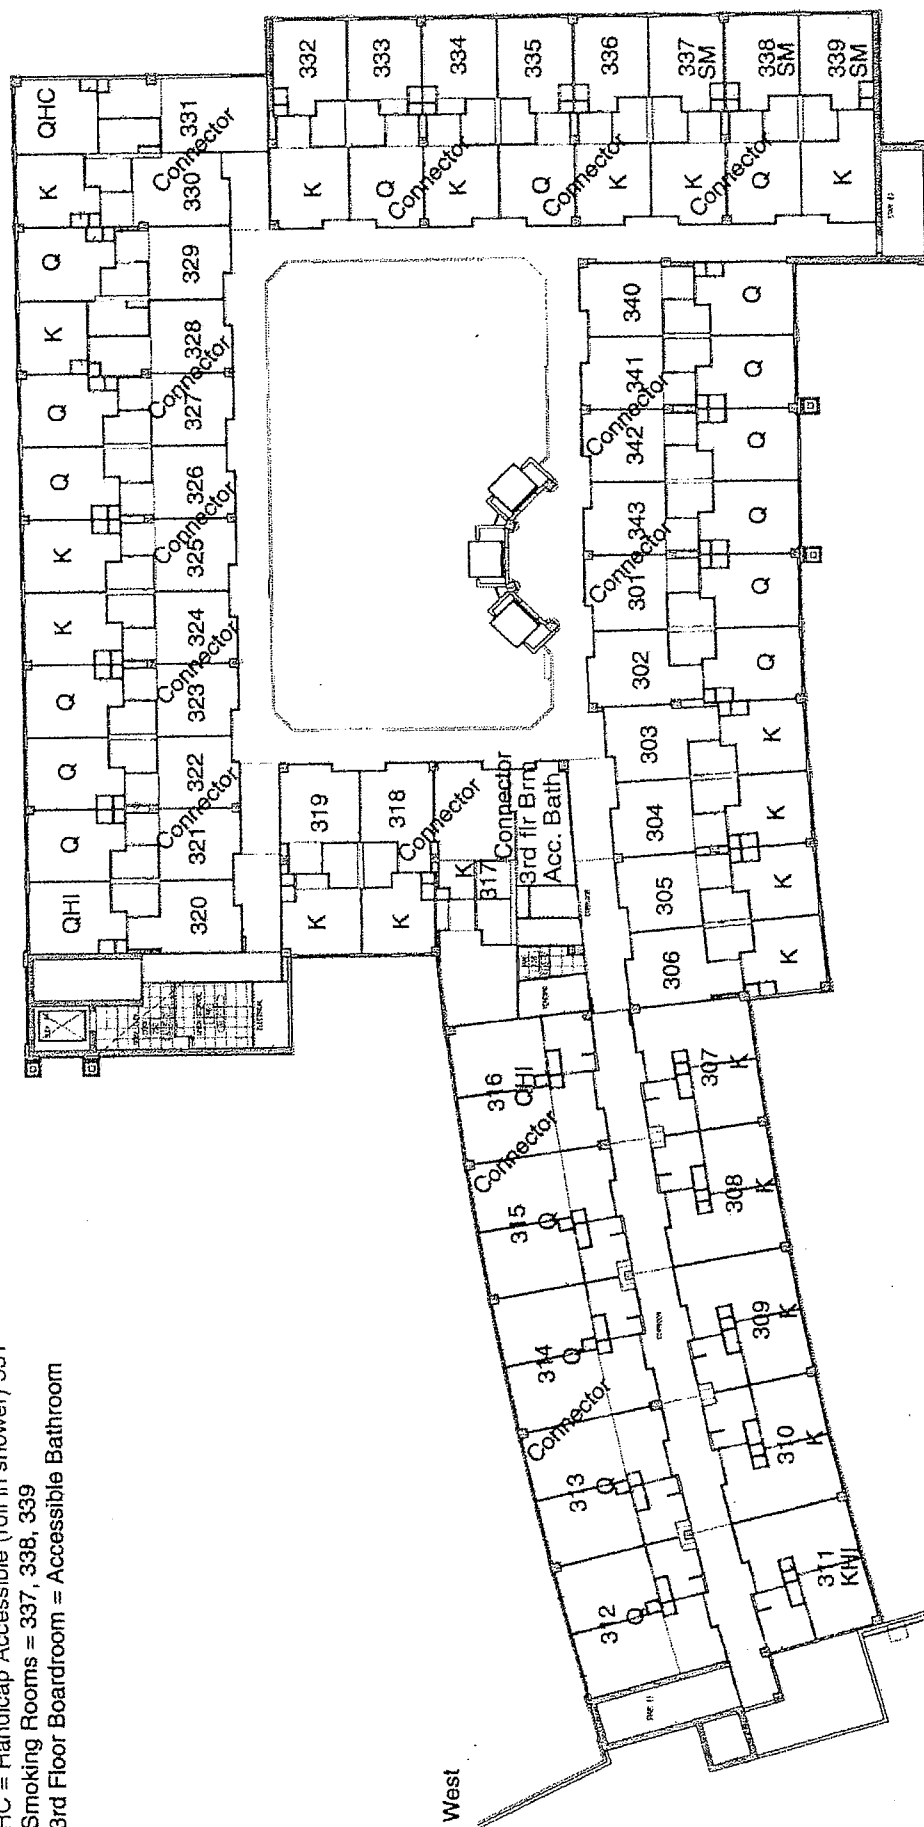 HC = Handicap Accessible (roll in shower) 331
Smoking Rooms = 337, 338, 339
3rd Floor Boardroom = Accessible Bathroom
West
QHI
Q
Q
Q
K
K
Q
Q
K
Q
K
QHC
320
321
Connector
322
323
Connector
324
325
Connector
326
327
Connector
328
329
330
Connector
331
K
319
K
318
Connector
K
317
Connector
3rd flr Brm
Acc. Bath
332
K
333
Q
Connector
334
K
335
Q
Connector
336
K
337
SM
K
Connector
338
SM
Q
339
SM
K
340
Q
341
Q
Connector
342
Q
343
Q
Connector
301
Q
302
Q
303
K
304
K
305
K
306
K
307
K
308
K
309
K
310
K
311
KHI
312
Q
313
Q
Connector
314
Q
315
Q
Connector
316
QHI
CORRIDOR